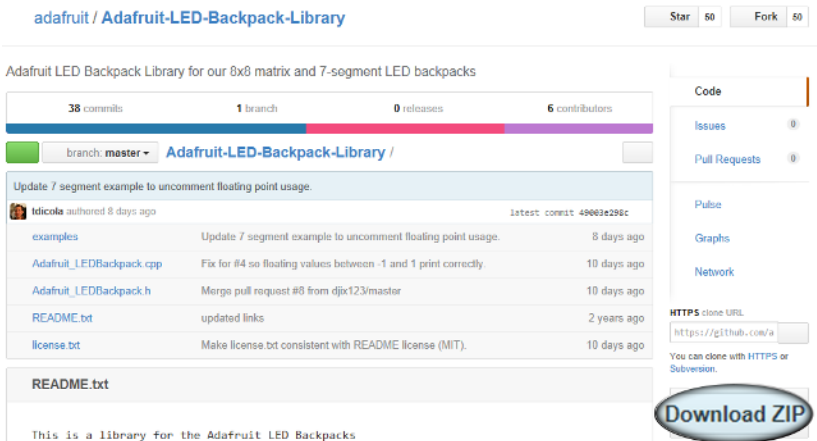 adafruit / Adafruit-LED-Backpack-Library
Star 50 Fork 50
Adafruit LED Backpack Library for our 8x8 matrix and 7-segment LED backpacks
38 commits 1 branch 0 releases 6 contributors
branch: master Adafruit-LED-Backpack-Library /
Update 7 segment example to uncomment floating point usage.
tdicola authored 8 days ago latest commit 49003e298c
examples Update 7 segment example to uncomment floating point usage. 8 days ago
Adafruit_LEDBackpack.cpp Fix for #4 so floating values between -1 and 1 print correctly. 10 days ago
Adafruit_LEDBackpack.h Merge pull request #8 from djix123/master 10 days ago
README.txt updated links 2 years ago
license.txt Make license.txt consistent with README license (MIT). 10 days ago
README.txt
This is a library for the Adafruit LED Backpacks
Code
Issues 0
Pull Requests 0
Pulse
Graphs
Network
HTTPS clone URL
https://github.com/a
You can clone with HTTPS or
Subversion.
Download ZIP